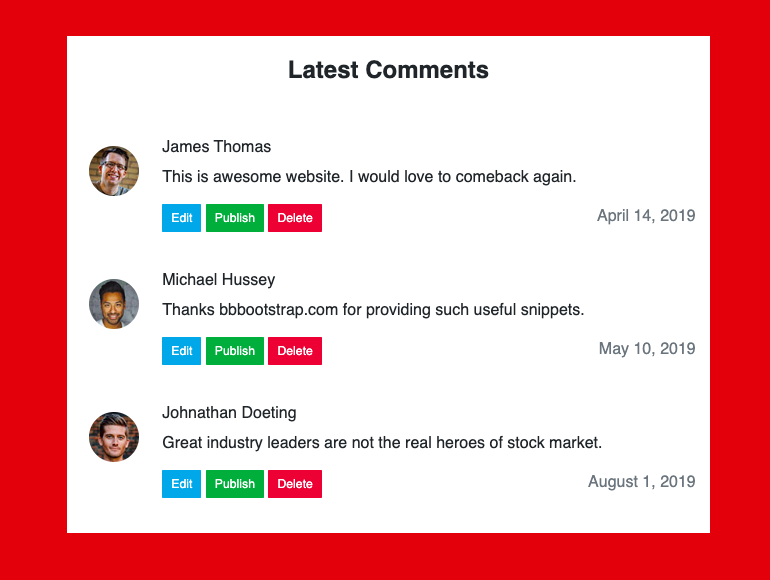 Latest Comments
James Thomas
This is awesome website. I would love to comeback again.
Edit Publish Delete April 14, 2019
Michael Hussey
Thanks bbbootstrap.com for providing such useful snippets.
Edit Publish Delete May 10, 2019
Johnathan Doeting
Great industry leaders are not the real heroes of stock market.
Edit Publish Delete August 1, 2019